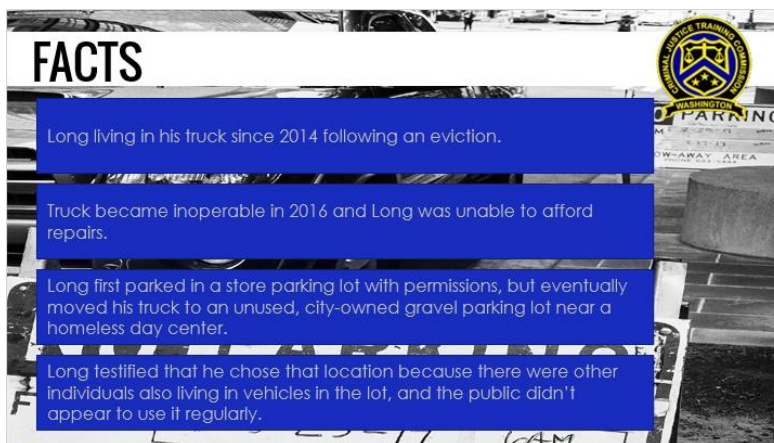 FACTS
CRIMINAL JUSTICE TRAINING COMMISSION
WASHINGTON
PARKING
Long living in his truck since 2014 following an eviction.
OW-AWAY AREA
Truck became inoperable in 2016 and Long was unable to afford
repairs.
Long first parked in a store parking lot with permissions, but eventually
moved his truck to an unused, city-owned gravel parking lot near a
homeless day center.
Long testified that he chose that location because there were other
individuals also living in vehicles in the lot, and the public didn't
appear to use it regularly.